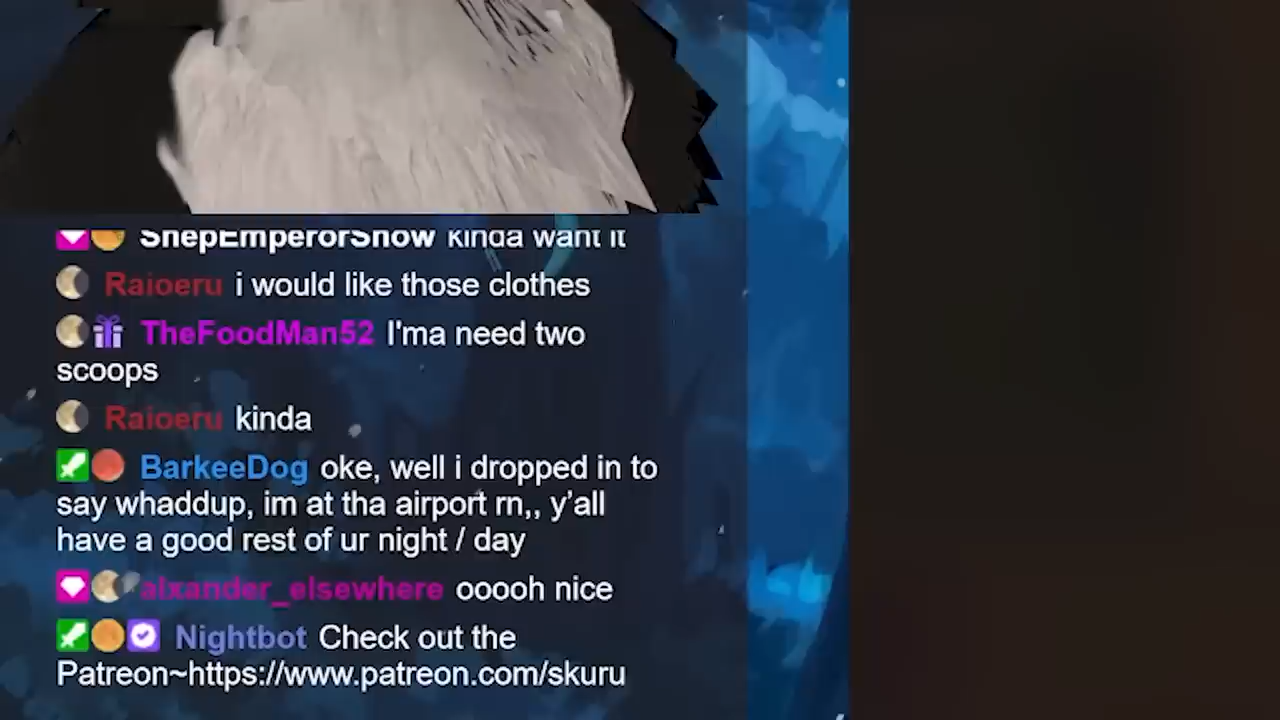 ShepEmperorSnow kinda want it
Raioeru i would like those clothes
TheFoodMan52 I'ma need two
scoops
Raioeru kinda
BarkeeDog oke, well i dropped in to
say whaddup, im at tha airport rn,, y’all
have a good rest of ur night / day
alxander_elsewhere ooooh nice
Nightbot Check out the
Patreon~https://www.patreon.com/skuru